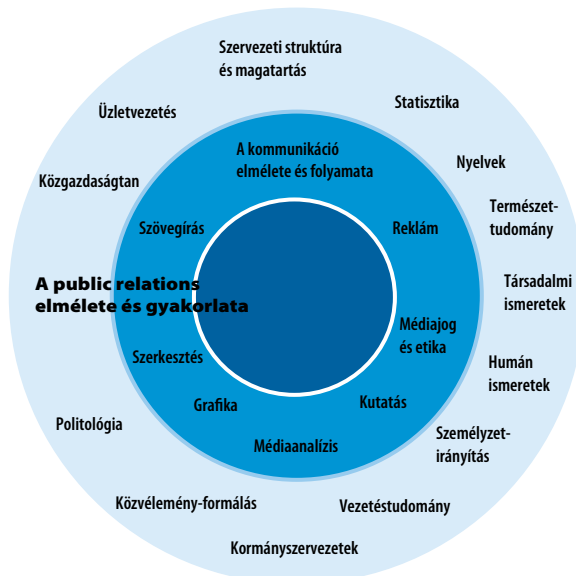 Szervezeti struktúra
és magatartás
Statisztika
Üzletvezetés
A kommunikáció
elmélete és folyamata
Nyelvek
Közgazdaságtan
Természet-
tudomány
Szövegírás
Reklám
A public relations
elmélete és gyakorlata
Társadalmi
ismeretek
Médiajog
és etika
Szerkesztés
Humán
ismeretek
Grafika
Kutatás
Politológia
Személyzet-
irányítás
Médiaanalízis
Közvélemény-formálás
Vezetéstudomány
Kormányszervezetek